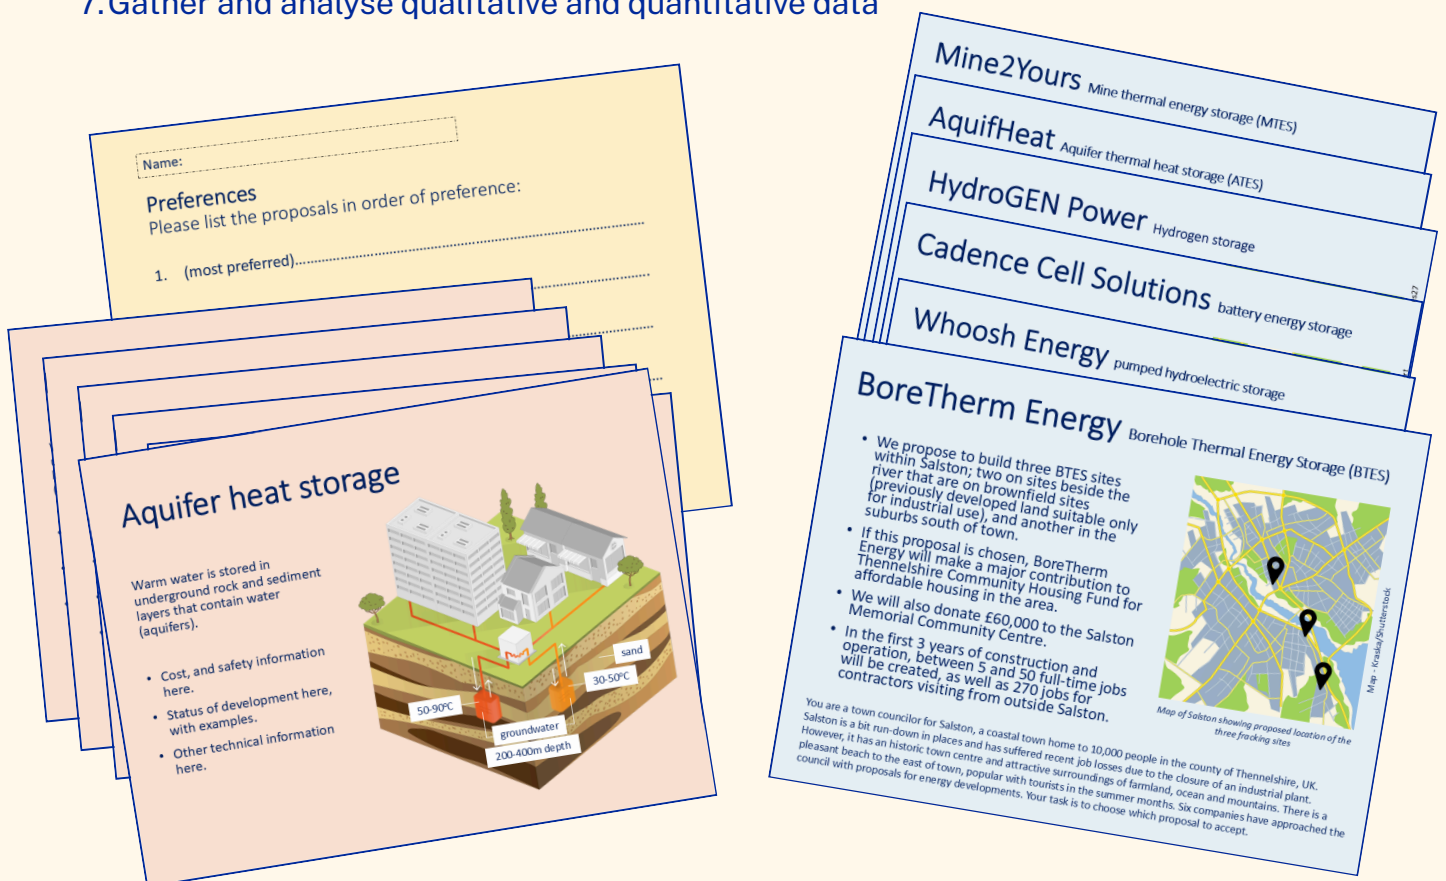 7. Gather and analyse qualitative and quantitative data
Name:
Preferences
Please list the proposals in order of preference:
1. (most preferred)
Aquifer heat storage
Warm water is stored in
underground rock and sediment
layers that contain water
(aquifers).
• Cost, and safety information
here.
• Status of development here,
with examples.
• Other technical information
here.
50-90°C
sand
30-50°C
groundwater
200-400m depth
Mine2Yours Mine thermal energy storage (MTES)
AquifHeat Aquifer thermal heat storage (ATES)
HydroGEN Power Hydrogen storage
Cadence Cell Solutions battery energy storage
Whoosh Energy pumped hydroelectric storage
BoreTherm Energy Borehole Thermal Energy Storage (BTES)
• We propose to build three BTES sites
within Salston; two on sites beside the
river that are on brownfield sites
(previously developed land suitable only
for industrial use), and another in the
suburbs south of town.
• If this proposal is chosen, BoreTherm
Energy will make a major contribution to
Thennelshire Community Housing Fund for
affordable housing in the area.
• We will also donate £60,000 to the Salston
Memorial Community Centre.
• In the first 3 years of construction and
operation, between 5 and 50 full-time jobs
will be created, as well as 270 jobs for
contractors visiting from outside Salston.
Map - Kraska/Shutterstock
Map of Salston showing proposed location of the
three fracking sites
You are a town councilor for Salston, a coastal town home to 10,000 people in the county of Thennelshire, UK.
Salston is a bit run-down in places and has suffered recent job losses due to the closure of an industrial plant.
However, it has an historic town centre and attractive surroundings of farmland, ocean and mountains. There is a
pleasant beach to the east of town, popular with tourists in the summer months. Six companies have approached the
council with proposals for energy developments. Your task is to choose which proposal to accept.